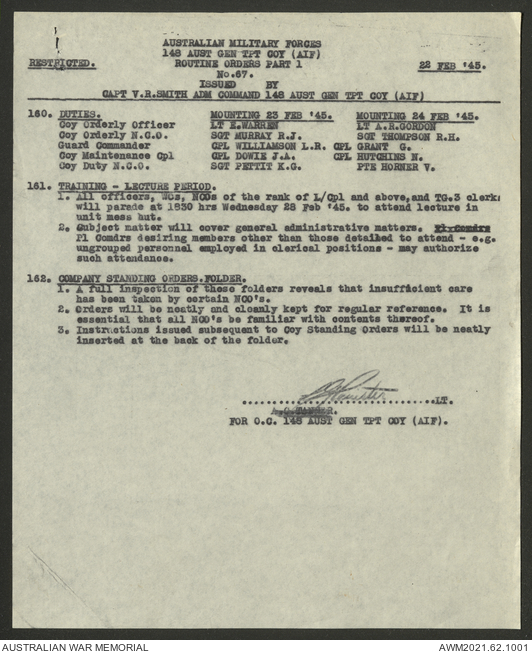 AUSTRALIAN MILITARY FORCES
148 AUST GEN TPT COY (AIF)
RESTRICTED. ROUTINE ORDERS PART 1 22 FEB '45.
No.67.
ISSUED BY
CAPT V.R.SMITH ADM COMMAND 148 AUST GEN TPT COY (AIF)
160. DUTIES. MOUNTING 23 FEB '45. MOUNTING 24 FEB '45.
Coy Orderly Officer LT E.WARREN LT A.R.GORDON
Coy Orderly N.C.O. SGT MURRAY R.J. SGT THOMPSON R.H.
Guard Commander CPL WILLIAMSON L.R. CPL GRANT G.
Coy Maintenance Cpl CPL DOWIE J.A. CPL HUTCHINS N.
Coy Duty N.C.O. SGT PETTIT K.G. PTE HORNER V.
161. TRAINING - LECTURE PERIOD.
1. All officers, WOs, NCOs of the rank of L/Cpl and above,and TG.3 clerks
will parade at 1830 hrs Wednesday 28 Feb '45. to attend lecture in
unit mess hut.
2. Subject matter will cover general administrative matters. Pl Comdrs
Pl Comdrs desiring members other than those detailed to attend - e.g.
ungrouped personnel employed in clerical positions - may authorize
such attendance.
162. COMPANY STANDING ORDERS.FOLDER.
1. A full inspection of these folders reveals that insufficient care
has been taken by certain NCO's.
2. Orders will be neatly and cleanly kept for regular reference. It is
essential that all NCO's be familiar with contents thereof.
3. Instructions issued subsequent to Coy Standing Orders will be neatly
inserted at the back of the folder.
LT.
FOR O.C. 148 AUST GEN TPT COY (AIF).
AUSTRALIAN WAR MEMORIAL AWM2021.62.1001